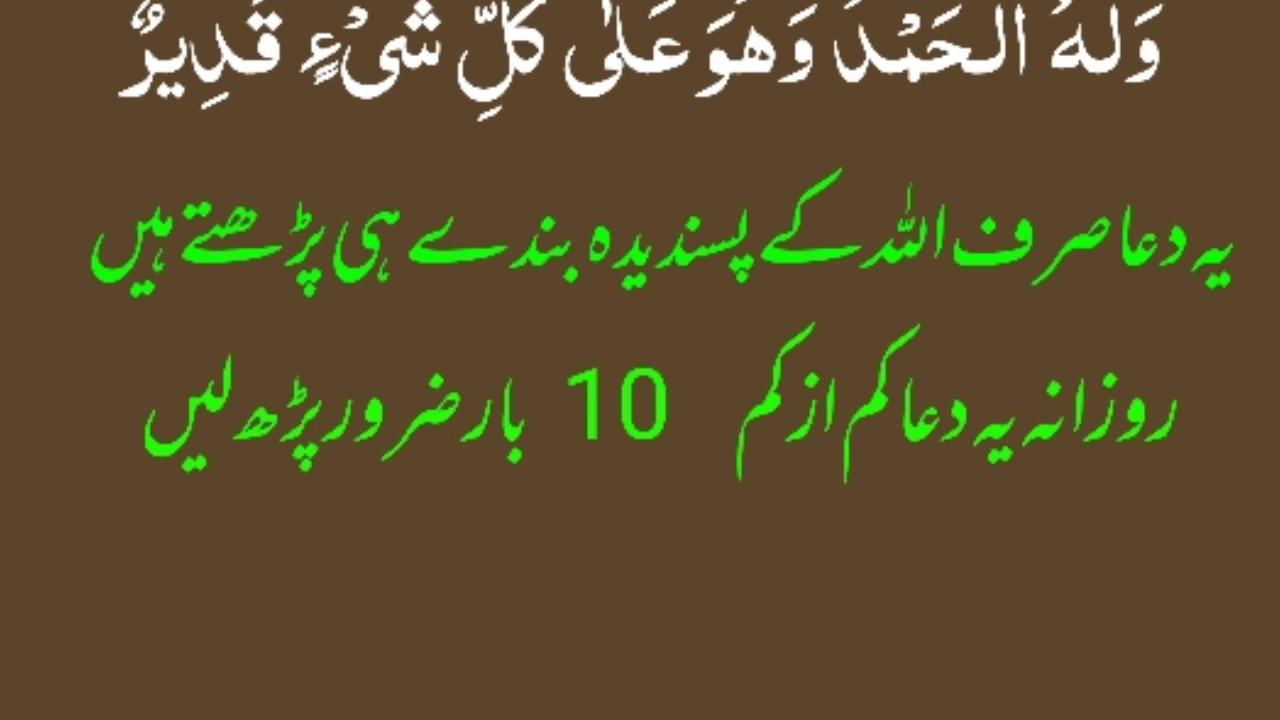 وَلَهُ الْحَمْدُ وَهُوَ عَلٰى كُلِّ شَىْءٍ قَدِيرٌ
یہ دعا صرف اللہ کے پسندیدہ بندے ہی پڑھتے ہیں
روزانہ یہ دعا کم از کم 10 بار ضرور پڑھ لیں